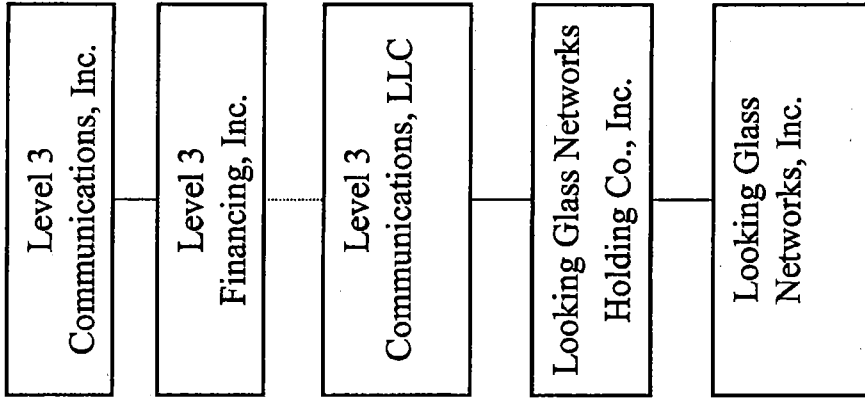 Level 3
Communications, Inc.
Level 3
Financing, Inc.
Level 3
Communications, LLC
Looking Glass Networks
Holding Co., Inc.
Looking Glass
Networks, Inc.